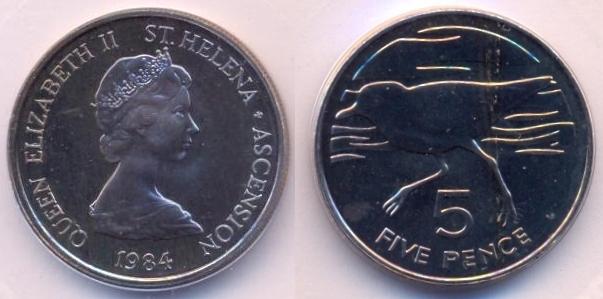 QUEEN ELIZABETH II ST. HELENA * ASCENSION
1984
5
FIVE PENCE